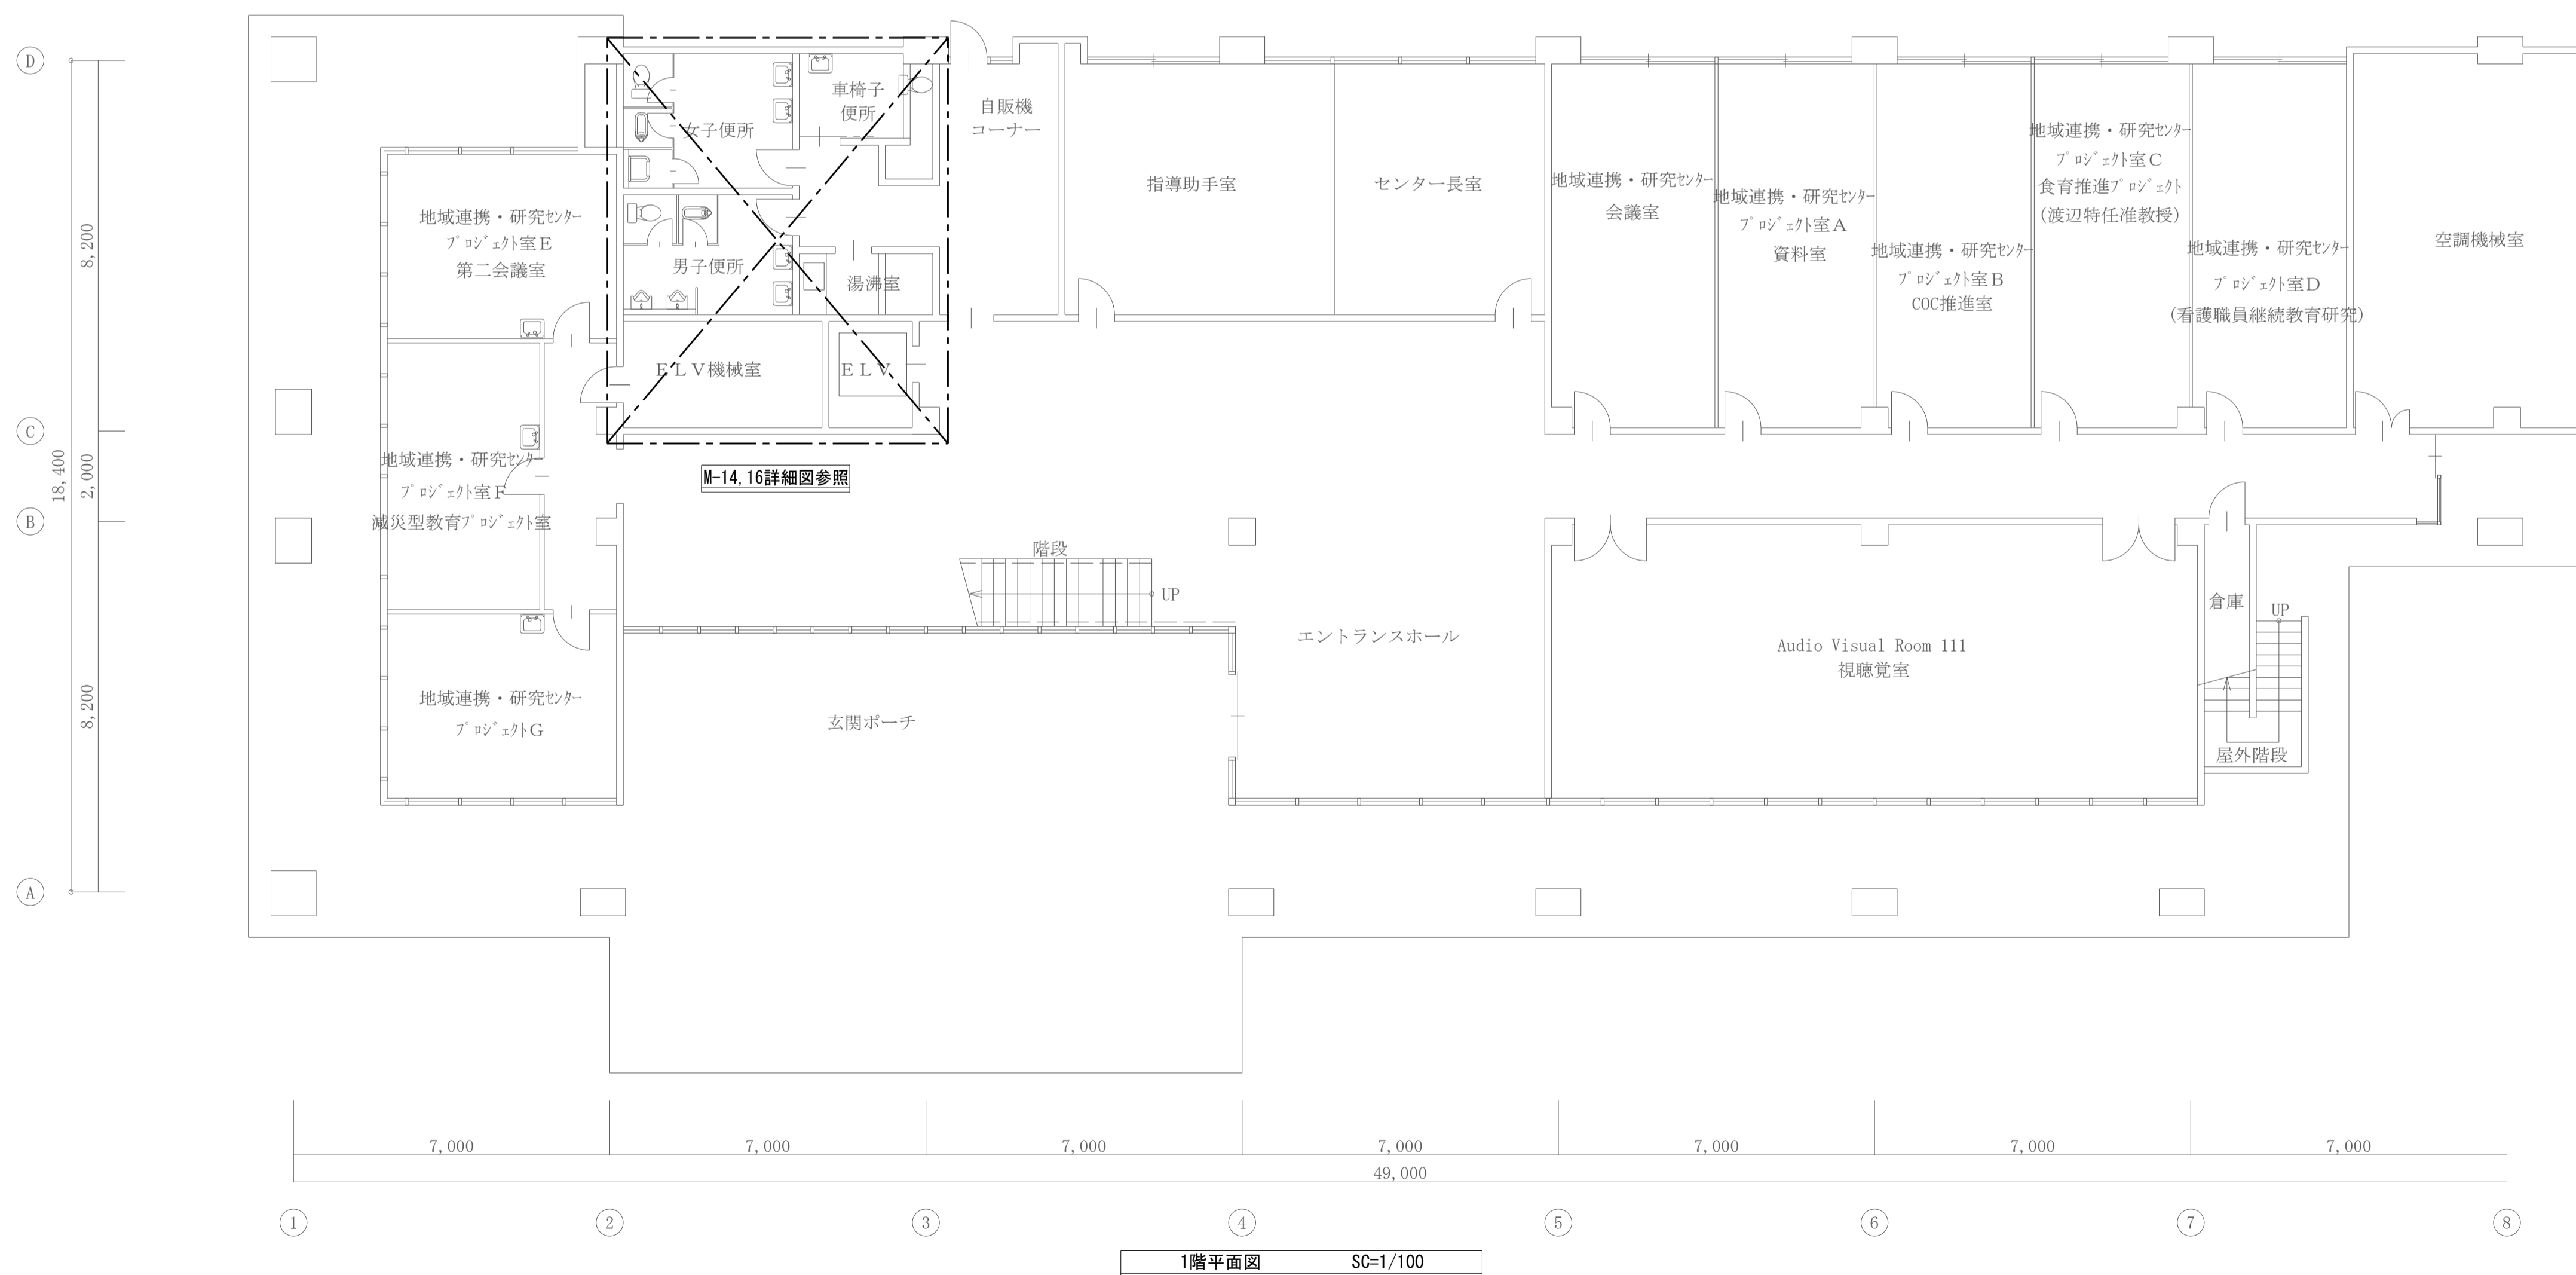 D
C
B
A
8,200
2,000
8,200
18,400
女子便所
車椅子
便所
自販機
コーナー
指導助手室
センター長室
地域連携・研究ｾﾝﾀｰ
会議室
地域連携・研究ｾﾝﾀｰ
ﾌﾟﾛｼﾞｪｸﾄ室A
資料室
地域連携・研究ｾﾝﾀｰ
ﾌﾟﾛｼﾞｪｸﾄ室B
COC推進室
地域連携・研究ｾﾝﾀｰ
ﾌﾟﾛｼﾞｪｸﾄ室C
食育推進ﾌﾟﾛｼﾞｪｸﾄ
(渡辺特任准教授)
地域連携・研究ｾﾝﾀｰ
ﾌﾟﾛｼﾞｪｸﾄ室D
(看護職員継続教育研究)
空調機械室
地域連携・研究ｾﾝﾀｰ
ﾌﾟﾛｼﾞｪｸﾄ室E
第二会議室
男子便所
湯沸室
ELV機械室
ELV
地域連携・研究ｾﾝﾀｰ
ﾌﾟﾛｼﾞｪｸﾄ室F
減災型教育ﾌﾟﾛｼﾞｪｸﾄ室
M-14,16詳細図参照
階段
UP
エントランスホール
Audio Visual Room 111
視聴覚室
倉庫
UP
屋外階段
地域連携・研究ｾﾝﾀｰ
ﾌﾟﾛｼﾞｪｸﾄG
玄関ポーチ
7,000 7,000 7,000 7,000 7,000 7,000 7,000
49,000
1 2 3 4 5 6 7 8
1階平面図 SC=1/100